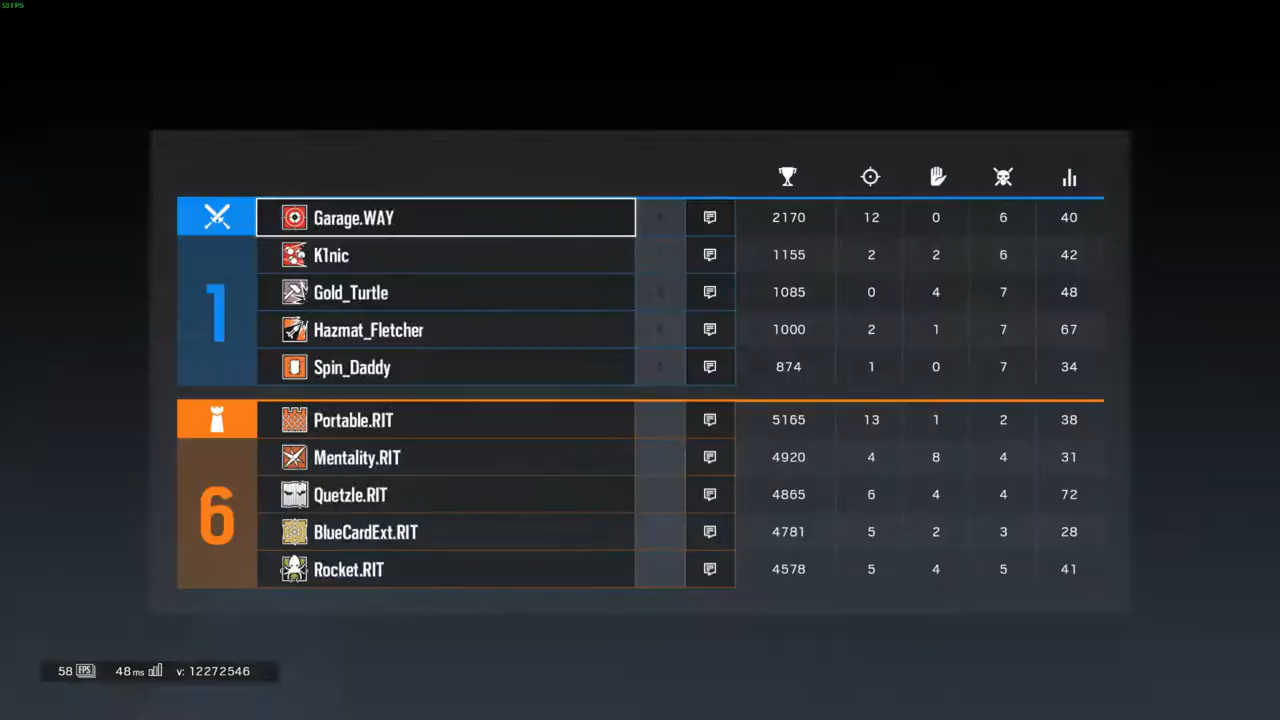 58 FPS
Garage.WAY 2170 12 0 6 40
K1nic 1155 2 2 6 42
1
Gold_Turtle 1085 0 4 7 48
Hazmat_Fletcher 1000 2 1 7 67
Spin_Daddy 874 1 0 7 34
Portable.RIT 5165 13 1 2 38
Mentality.RIT 4920 4 8 4 31
6
Quetzle.RIT 4865 6 4 4 72
BlueCardExt.RIT 4781 5 2 3 28
Rocket.RIT 4578 5 4 5 41
58 FPS 48 ms v: 12272546